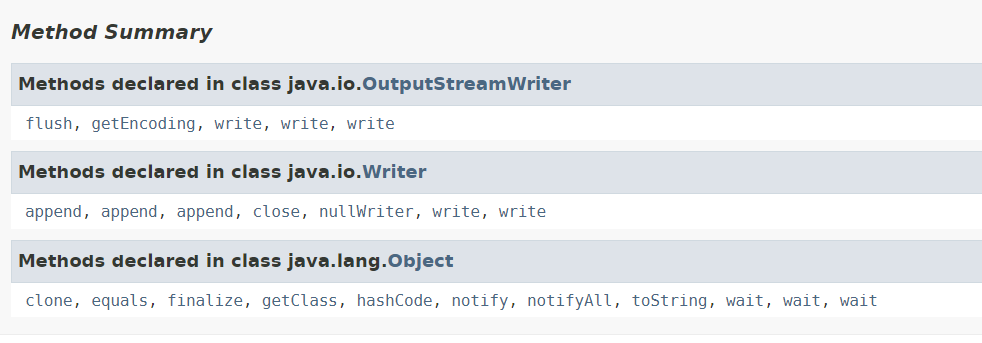 Method Summary
Methods declared in class java.io.OutputStreamWriter
flush, getEncoding, write, write, write
Methods declared in class java.io.Writer
append, append, append, close, nullWriter, write, write
Methods declared in class java.lang.Object
clone, equals, finalize, getClass, hashCode, notify, notifyAll, toString, wait, wait, wait